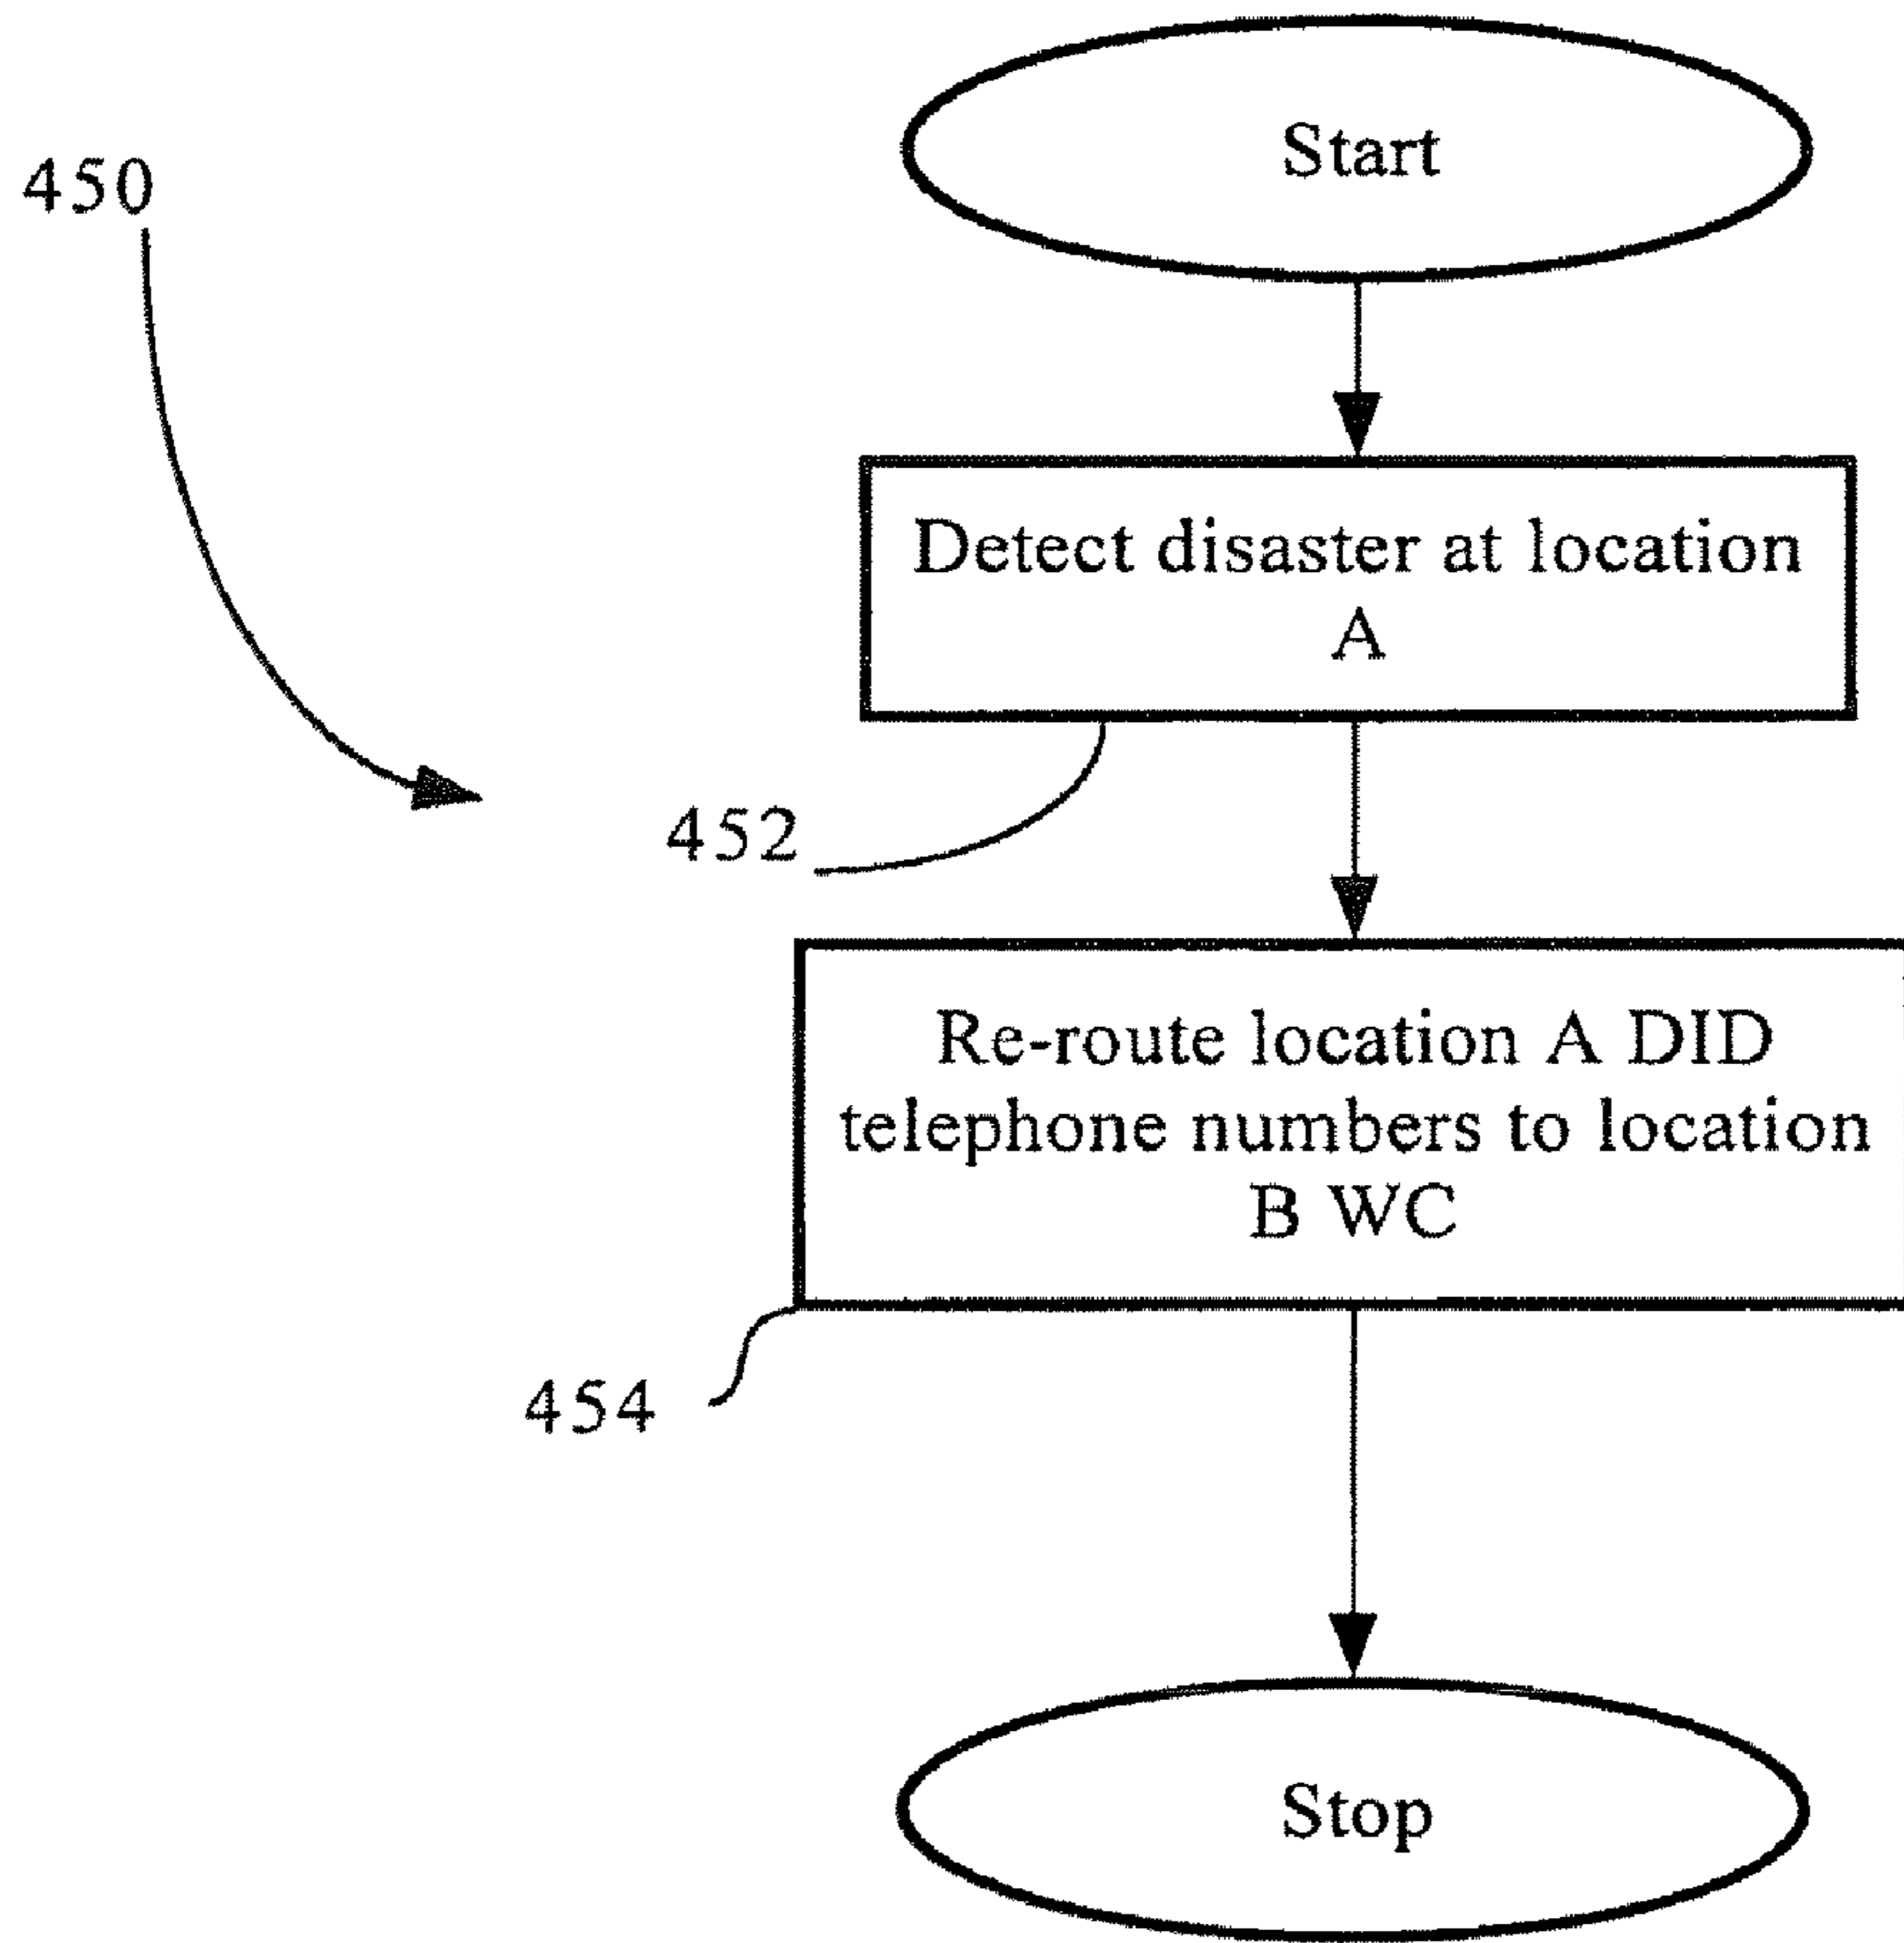 Start
450
Detect disaster at location
A
452
Re-route location A DID
telephone numbers to location
B WC
454
Stop